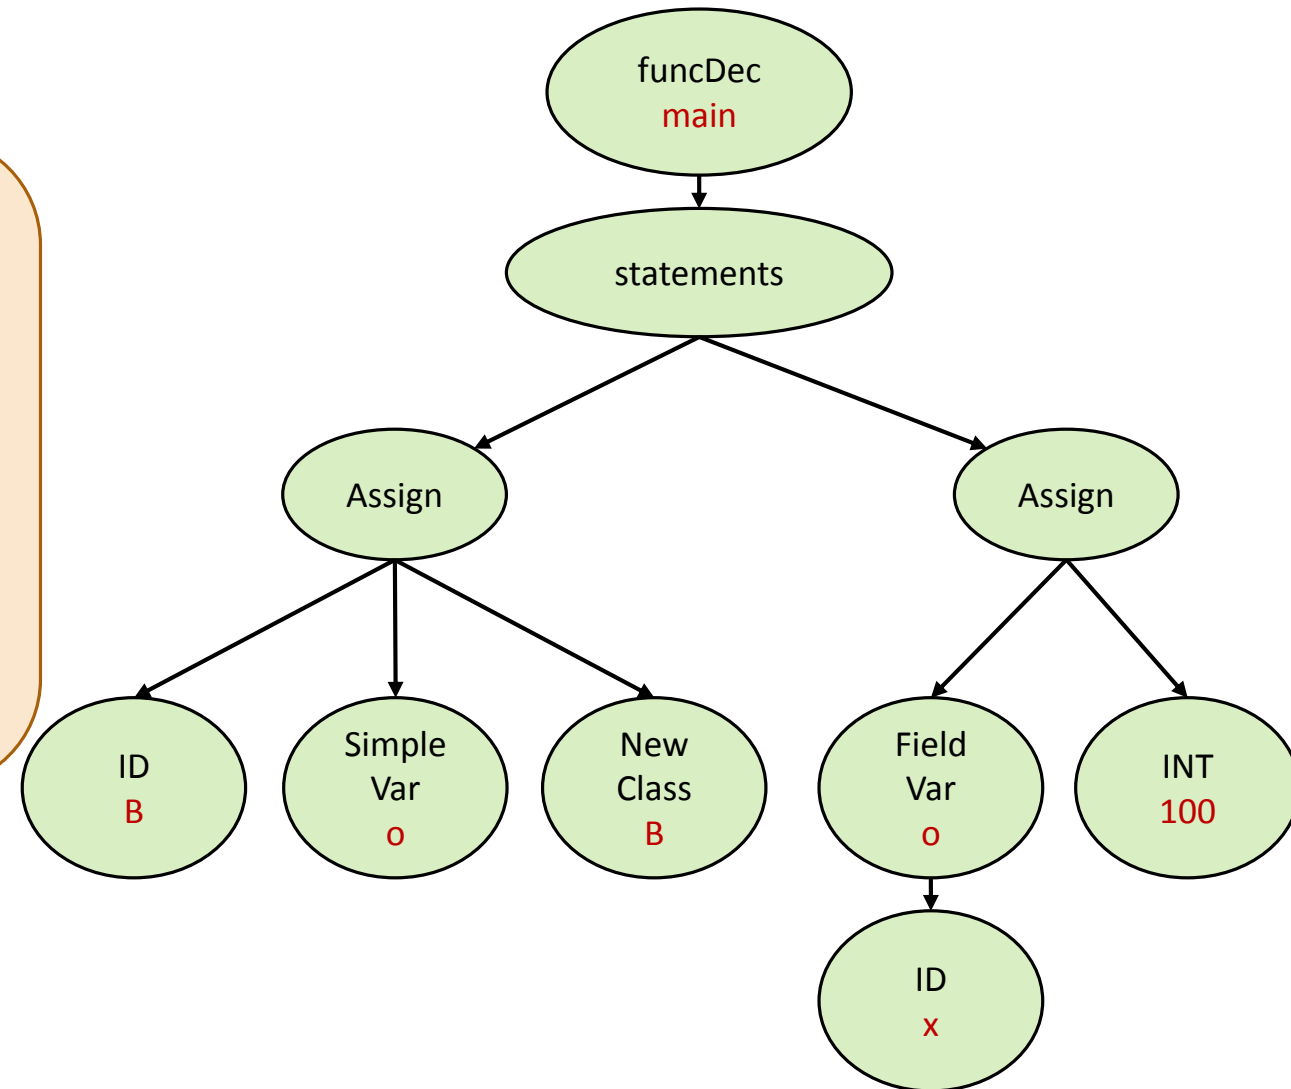 funcDec
main
statements
Assign
Assign
ID
B
Simple
Var
o
New
Class
B
Field
Var
o
INT
100
ID
x